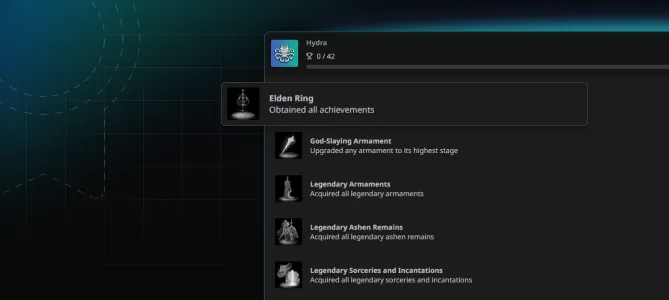 Hydra
0 / 42
Elden Ring
Obtained all achievements
God-Slaying Armament
Upgraded any armament to its highest stage
Legendary Armaments
Acquired all legendary armaments
Legendary Ashen Remains
Acquired all legendary ashen remains
Legendary Sorceries and Incantations
Acquired all legendary sorceries and incantations